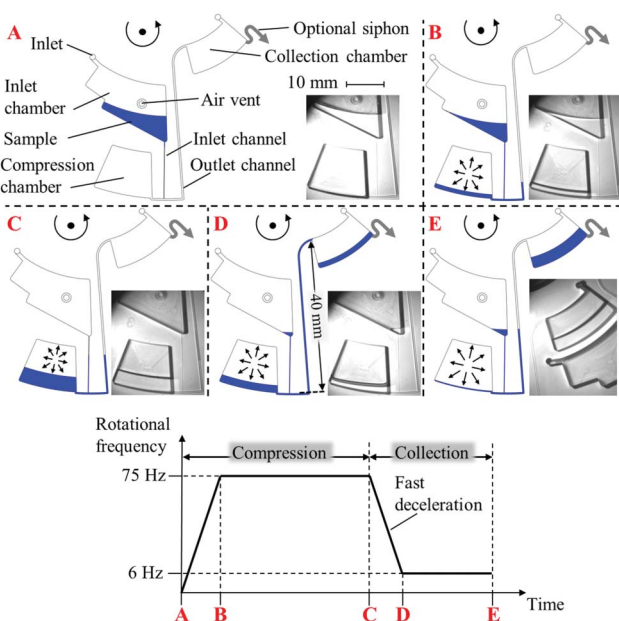 A
Inlet
Optional siphon
Collection chamber
10 mm
Inlet
chamber
Air vent
Sample
Inlet channel
Compression
chamber
Outlet channel
B
C
D
40 mm
E
Rotational
frequency
Compression
Collection
75 Hz
Fast
deceleration
6 Hz
Time
A
B
C
D
E